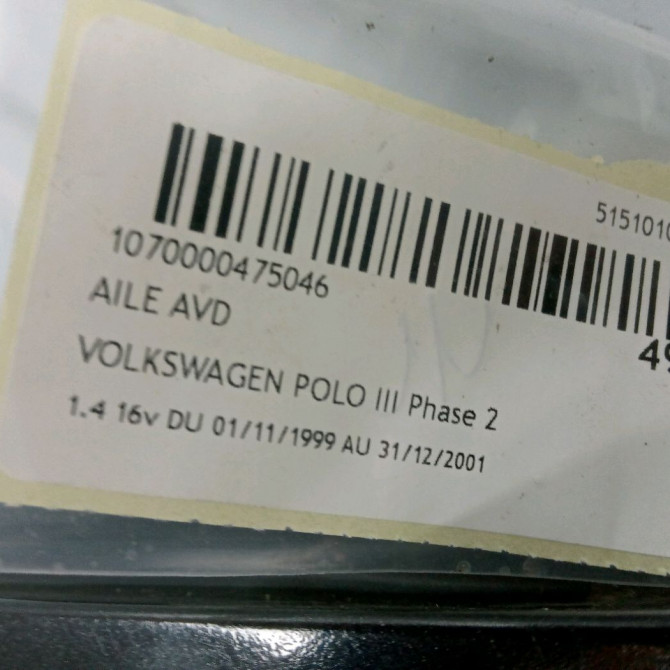 1070000475046
AILE AVD
VOLKSWAGEN POLO III Phase 2
1.4 16v DU 01/11/1999 AU 31/12/2001